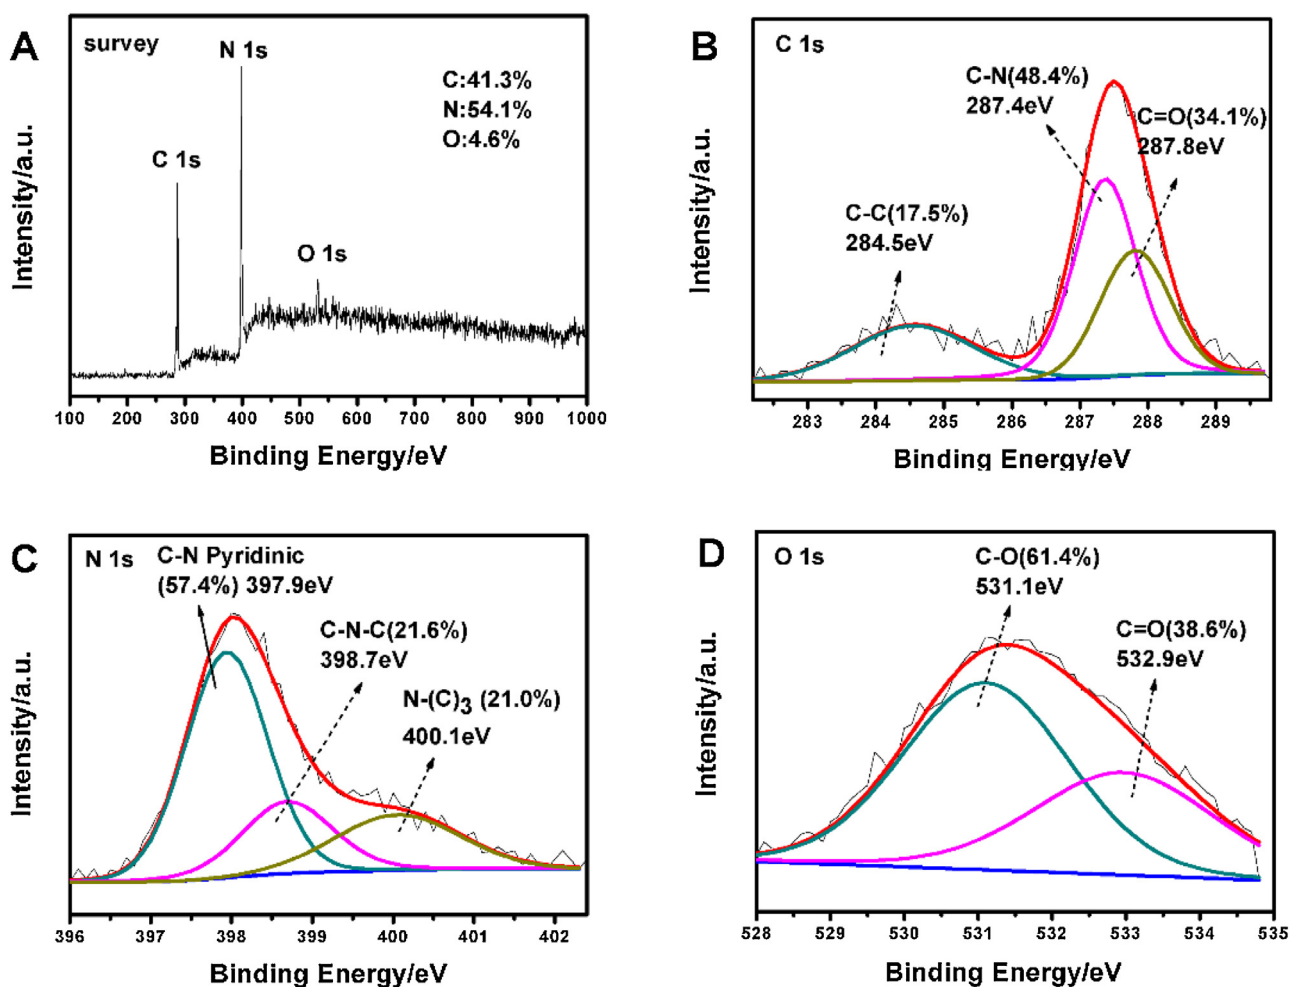 A
survey
N 1s
C 1s
O 1s
C:41.3%
N:54.1%
O:4.6%
Intensity/a.u.
100 200 300 400 500 600 700 800 900 1000
Binding Energy/eV
B
C 1s
C-N(48.4%)
287.4eV
C=O(34.1%)
287.8eV
C-C(17.5%)
284.5eV
Intensity/a.u.
283 284 285 286 287 288 289
Binding Energy/eV
C
N 1s
C-N Pyridinic
(57.4%) 397.9eV
C-N-C(21.6%)
398.7eV
N-(C)3 (21.0%)
400.1eV
Intensity/a.u.
396 397 398 399 400 401 402
Binding Energy/eV
D
O 1s
C-O(61.4%)
531.1eV
C=O(38.6%)
532.9eV
Intensity/a.u.
528 529 530 531 532 533 534 535
Binding Energy/eV